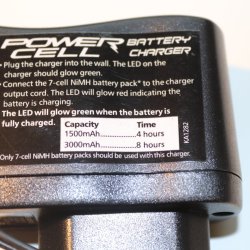 POWER BATTERY
CELL CHARGER
• Plug the charger into the wall. The LED on the
charger should glow green.
• Connect the 7-cell NiMH battery pack* to the charger
output cord. The LED will glow red indicating the
battery is charging.
The LED will glow green when the battery is
fully charged.
Capacity Time
1500mAh................4 hours
3000mAh................8 hours
KA12B2
Only 7-cell NiMH battery packs should be used with this charger.